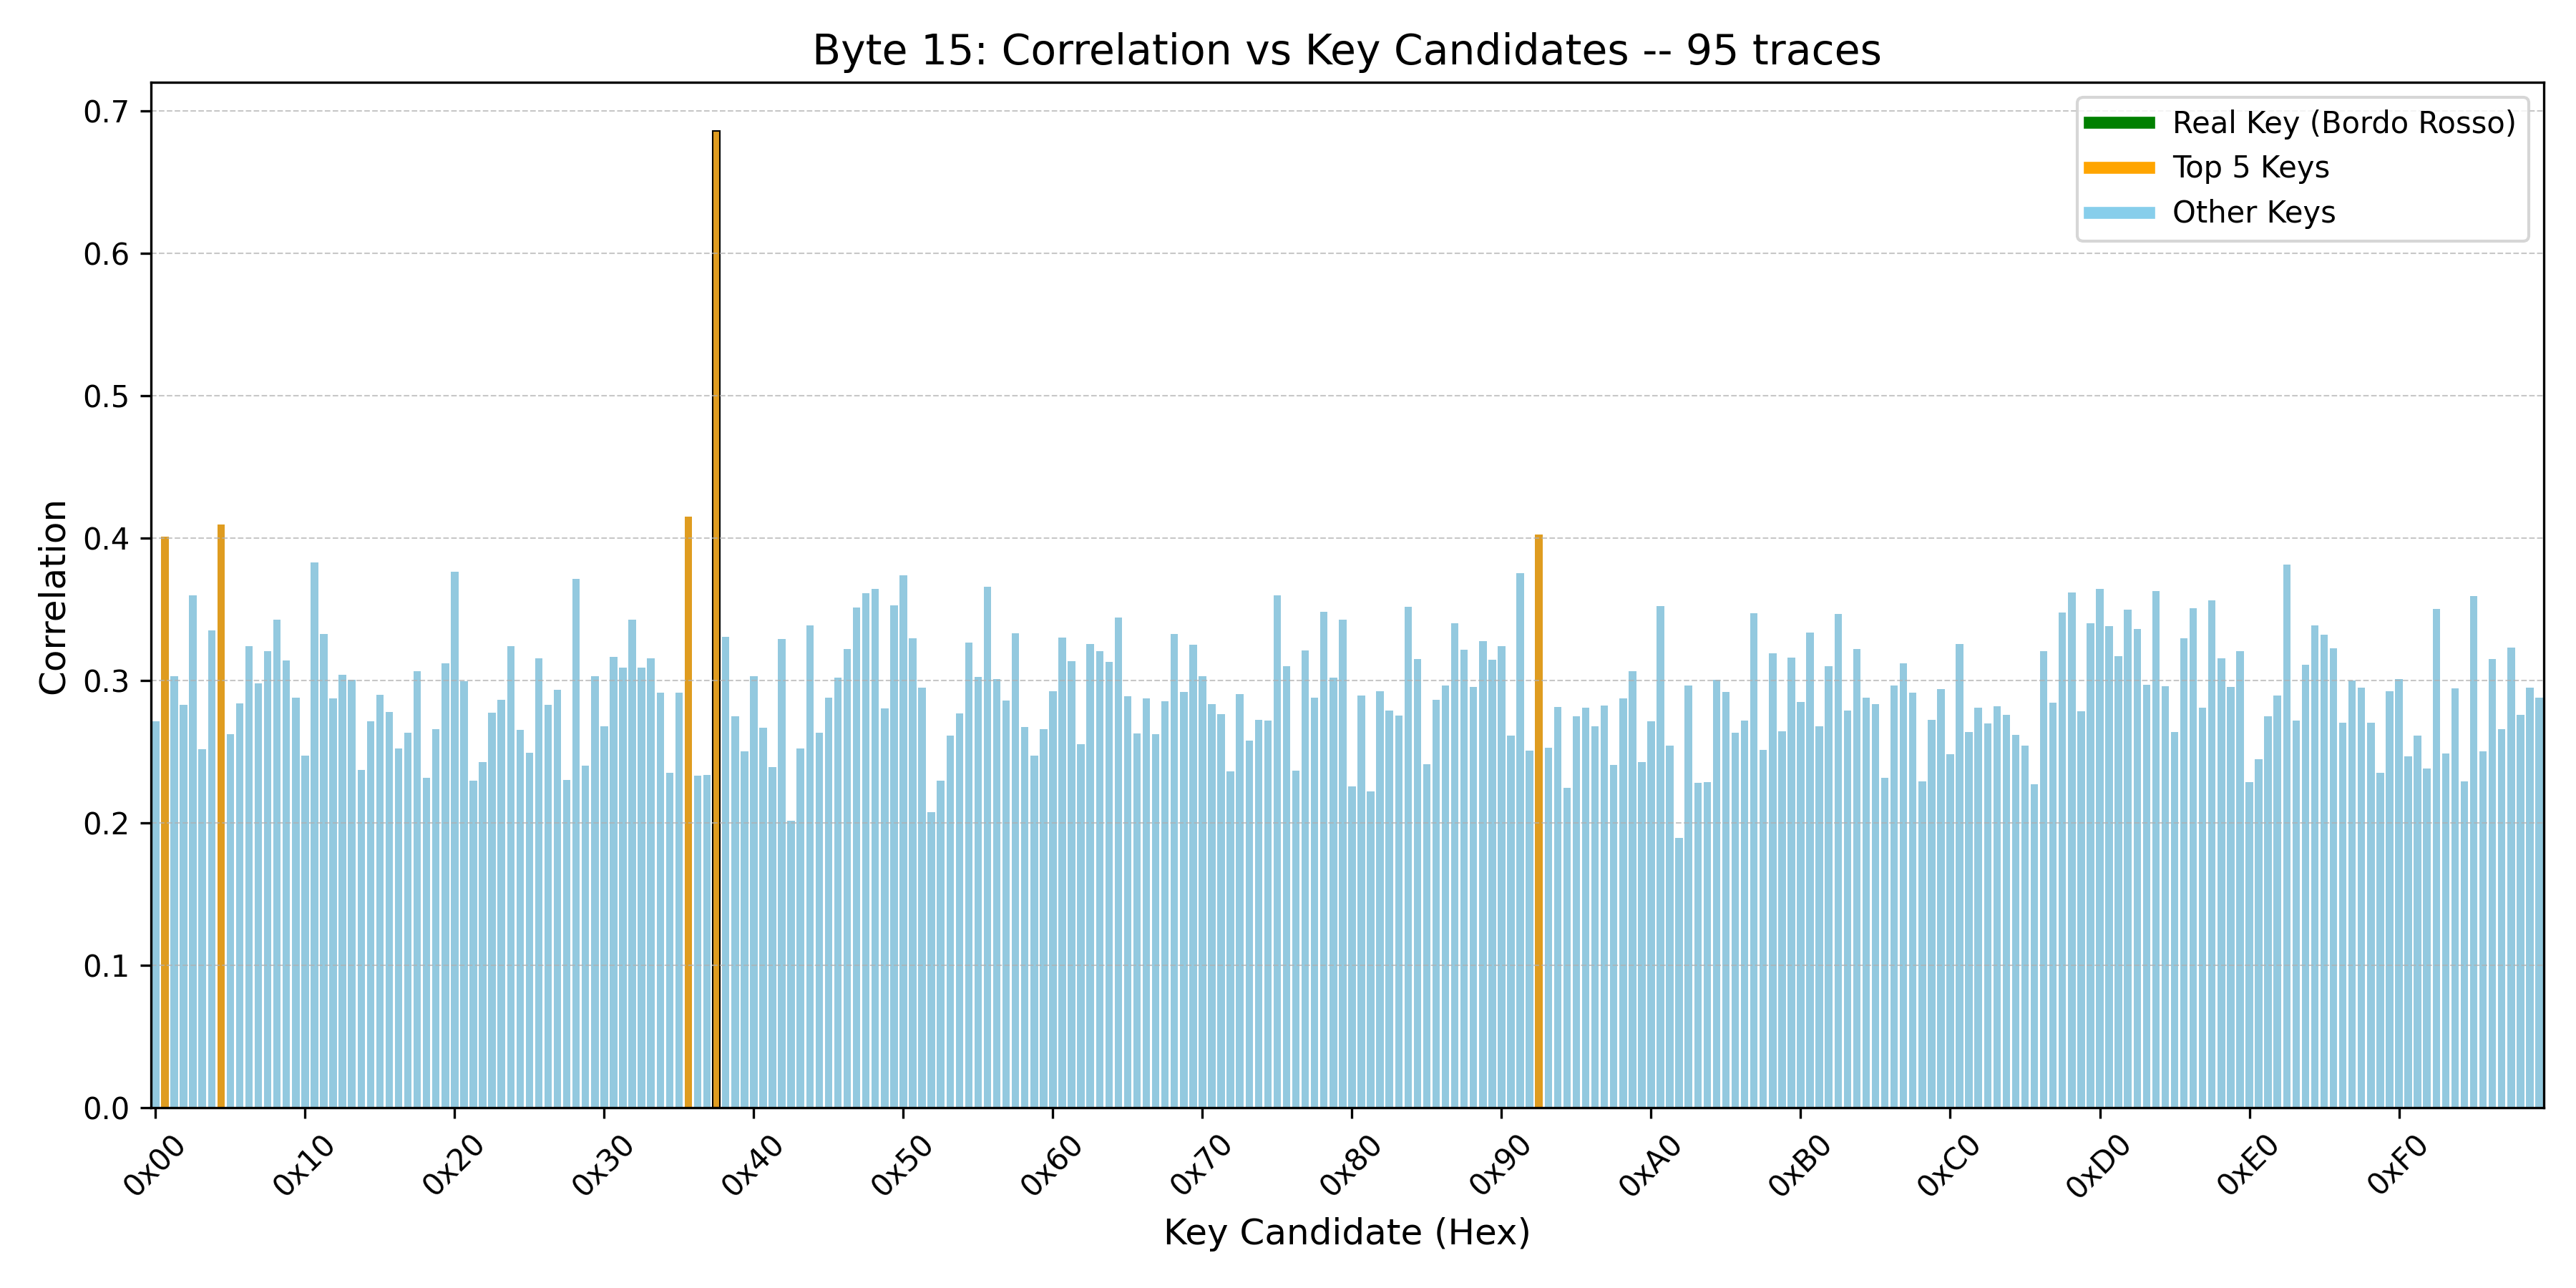 Byte 15: Correlation vs Key Candidates -- 95 traces
Real Key (Bordo Rosso)
Top 5 Keys
Other Keys
Correlation
0.7
0.6
0.5
0.4
0.3
0.2
0.1
0.0
0x00 0x10 0x20 0x30 0x40 0x50 0x60 0x70 0x80 0x90 0xA0 0xB0 0xC0 0xD0 0xE0 0xF0
Key Candidate (Hex)